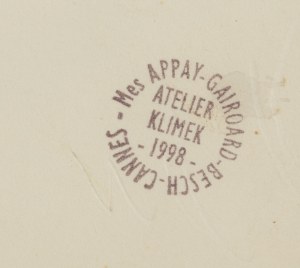 Mes APPAY-GAIROARD-BESCH-CANNES -
ATELIER
KLIMEK
- 1998 -